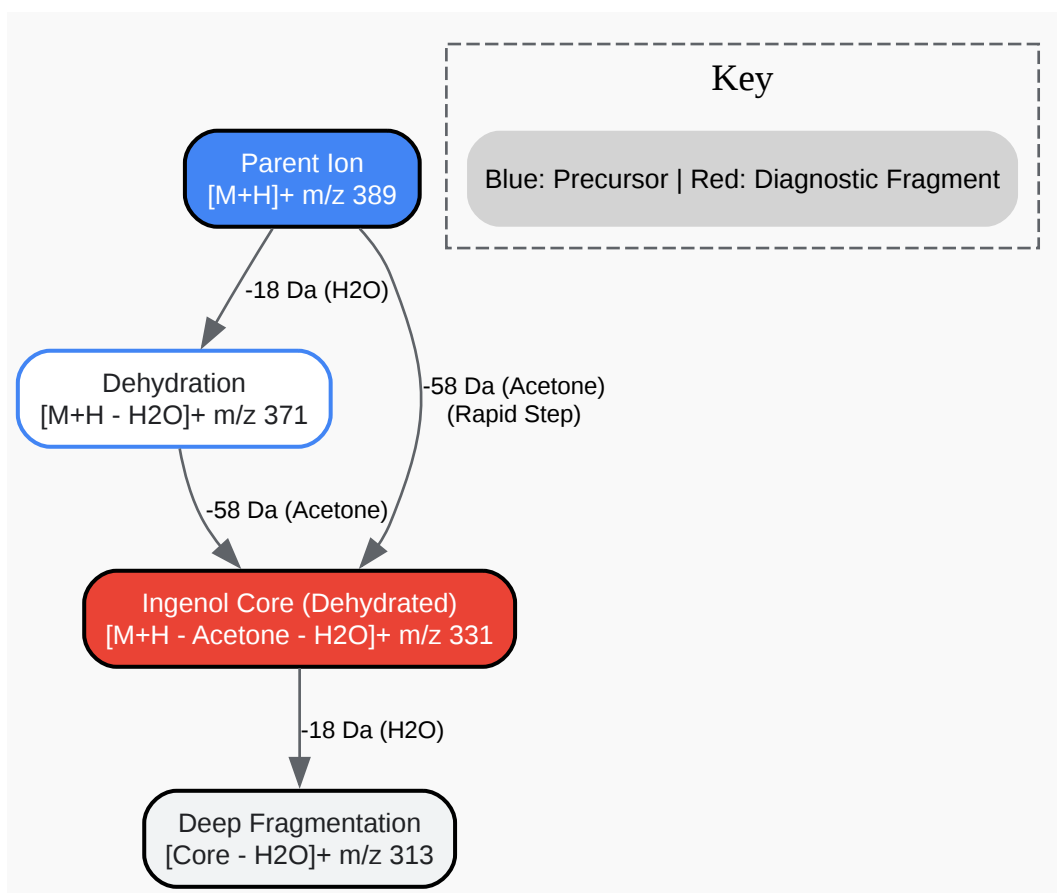 Key
Blue: Precursor | Red: Diagnostic Fragment
Parent Ion
[M+H]+ m/z 389
-18 Da (H2O)
Dehydration
[M+H - H2O]+ m/z 371
-58 Da (Acetone)
(Rapid Step)
-58 Da (Acetone)
Ingenol Core (Dehydrated)
[M+H - Acetone - H2O]+ m/z 331
-18 Da (H2O)
Deep Fragmentation
[Core - H2O]+ m/z 313